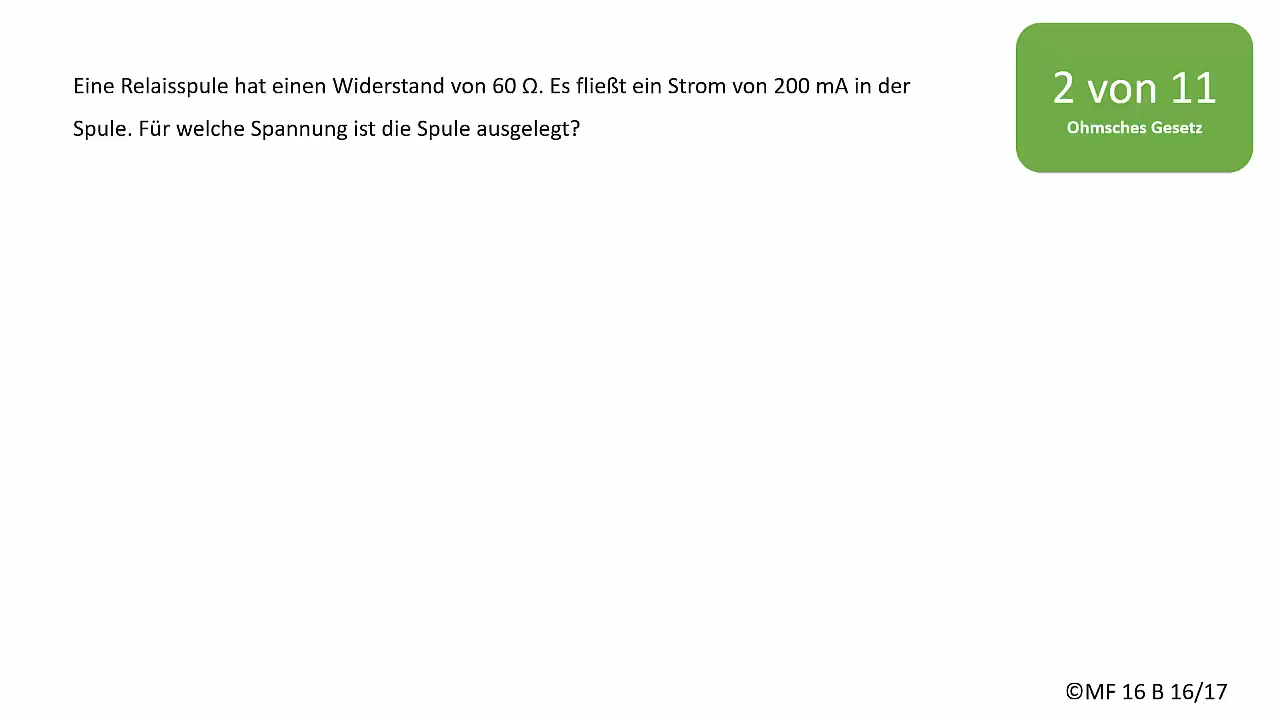 Eine Relaisspule hat einen Widerstand von 60 Ω. Es fließt ein Strom von 200 mA in der
Spule. Für welche Spannung ist die Spule ausgelegt?
2 von 11
Ohmsches Gesetz
©MF 16 B 16/17